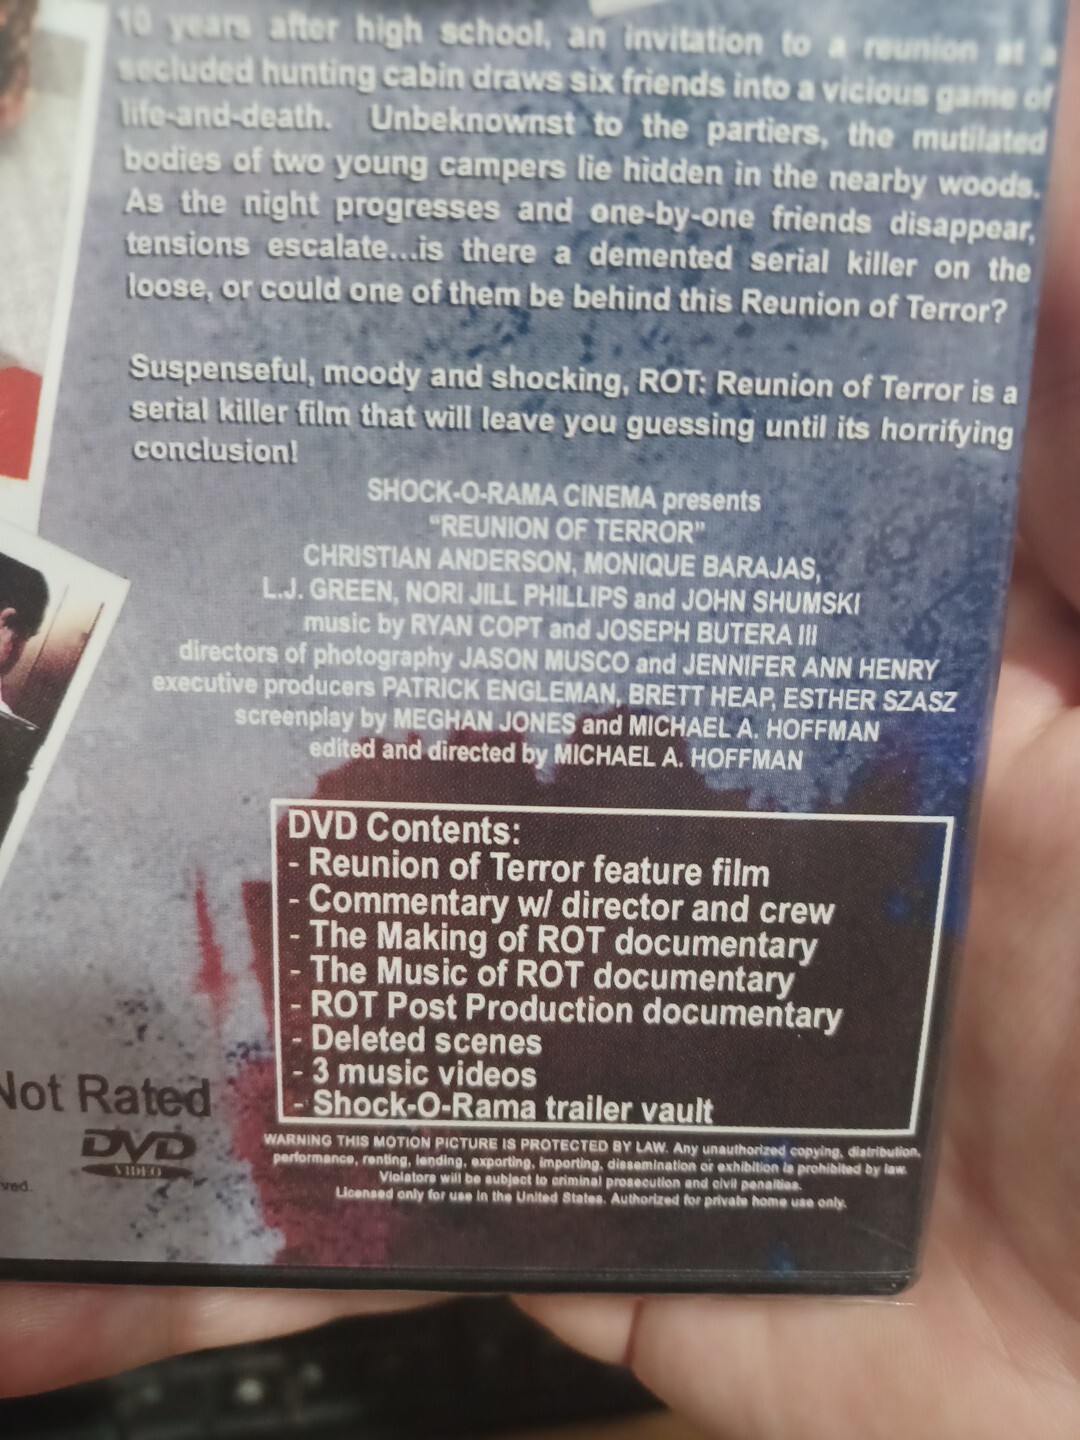 10 years after high school, an invitation to a reunion at a
secluded hunting cabin draws six friends into a vicious game of
life-and-death. Unbeknownst to the partiers, the mutilated
bodies of two young campers lie hidden in the nearby woods.
As the night progresses and one-by-one friends disappear,
tensions escalate...is there a demented serial killer on the
loose, or could one of them be behind this Reunion of Terror?
Suspenseful, moody and shocking, ROT: Reunion of Terror is a
serial killer film that will leave you guessing until its horrifying
conclusion!
SHOCK-O-RAMA CINEMA presents
"REUNION OF TERROR"
CHRISTIAN ANDERSON, MONIQUE BARAJAS,
L.J. GREEN, NORI JILL PHILLIPS and JOHN SHUMSKI
music by RYAN COPT and JOSEPH BUTERA III
directors of photography JASON MUSCO and JENNIFER ANN HENRY
executive producers PATRICK ENGLEMAN, BRETT HEAP, ESTHER SZASZ
screenplay by MEGHAN JONES and MICHAEL A. HOFFMAN
edited and directed by MICHAEL A. HOFFMAN
DVD Contents:
- Reunion of Terror feature film
- Commentary w/ director and crew
- The Making of ROT documentary
- The Music of ROT documentary
- ROT Post Production documentary
- Deleted scenes
- 3 music videos
- Shock-O-Rama trailer vault
Not Rated
DVD
VIDEO
ved.
WARNING THIS MOTION PICTURE IS PROTECTED BY LAW. Any unauthorized copying, distribution,
performance, renting, lending, exporting, importing, dissemination or exhibition is prohibited by law.
Violators will be subject to criminal prosecution and civil penalties.
Licensed only for use in the United States. Authorized for private home use only.